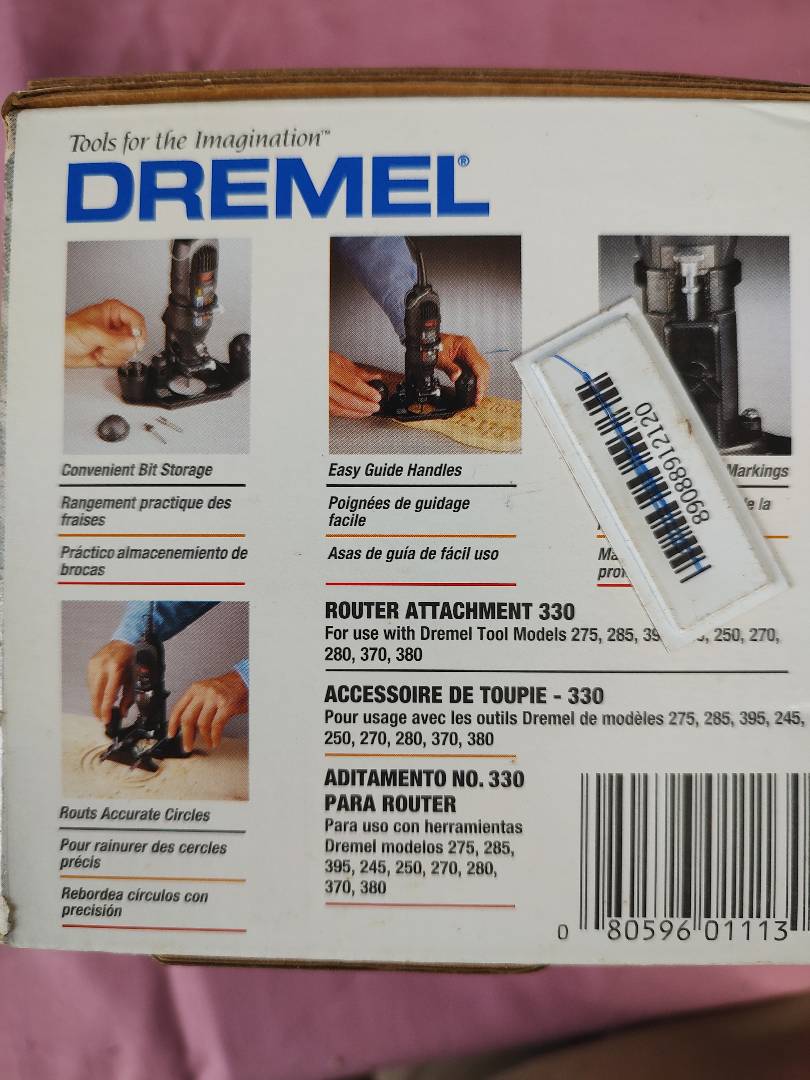 Tools for the Imagination™
DREMEL®
Convenient Bit Storage
Rangement practique des
fraises
Práctico almacenemiento de
brocas
Easy Guide Handles
Poignées de guidage
facile
Asas de guía de fácil uso
Markings
la
89088912120
Routs Accurate Circles
Pour rainurer des cercles
précis
Rebordea círculos con
precisión
ROUTER ATTACHMENT 330
For use with Dremel Tool Models 275, 285, 250, 270,
280, 370, 380
ACCESSOIRE DE TOUPIE - 330
Pour usage avec les outils Dremel de modèles 275, 285, 395, 245,
250, 270, 280, 370, 380
ADITAMENTO NO. 330
PARA ROUTER
Para uso con herramientas
Dremel modelos 275, 285,
395, 245, 250, 270, 280,
370, 380
0 80596 01113